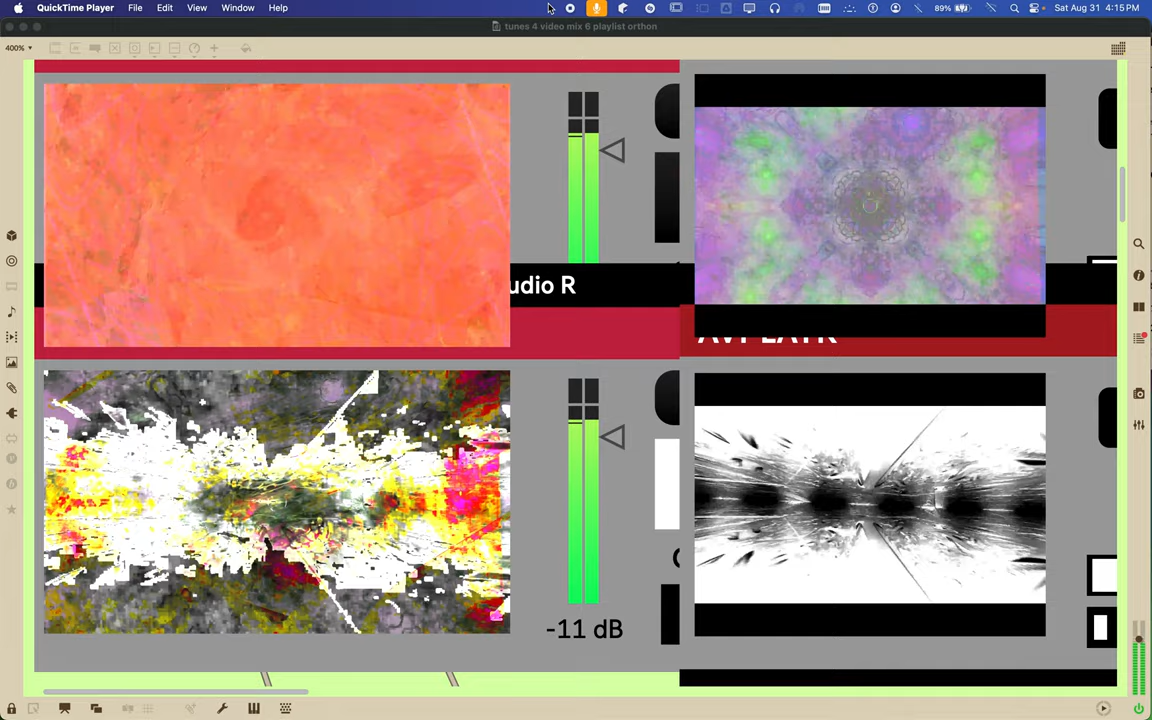 QuickTime Player File Edit View Window Help
89% Sat Aug 31 4:15 PM
tunes 4 video mix 6 playlist orthon
400%
udio R
-11 dB